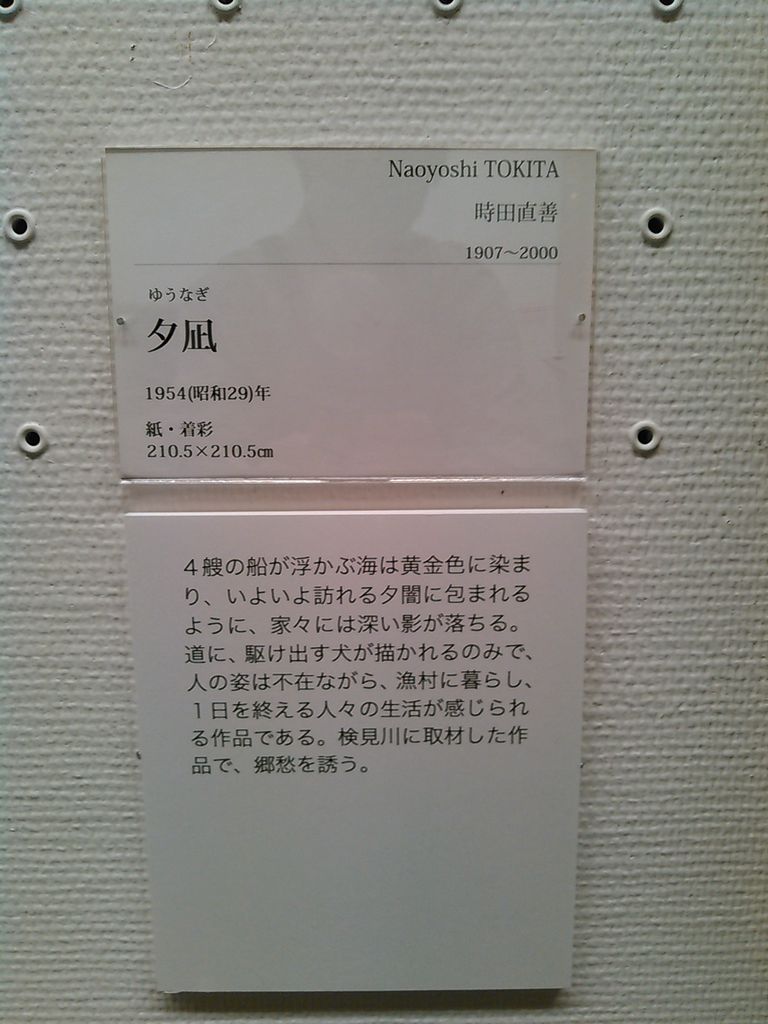 Naoyoshi TOKITA
時田直善
1907～2000
ゆうなぎ
夕凪
1954(昭和29)年
紙・着彩
210.5×210.5㎝
４艘の船が浮かぶ海は黄金色に染ま
り、いよいよ訪れる夕闇に包まれる
ように、家々には深い影が落ちる。
道に、駆け出す犬が描かれるのみで、
人の姿は不在ながら、漁村に暮らし、
１日を終える人々の生活が感じられ
る作品である。検見川に取材した作
品で、郷愁を誘う。